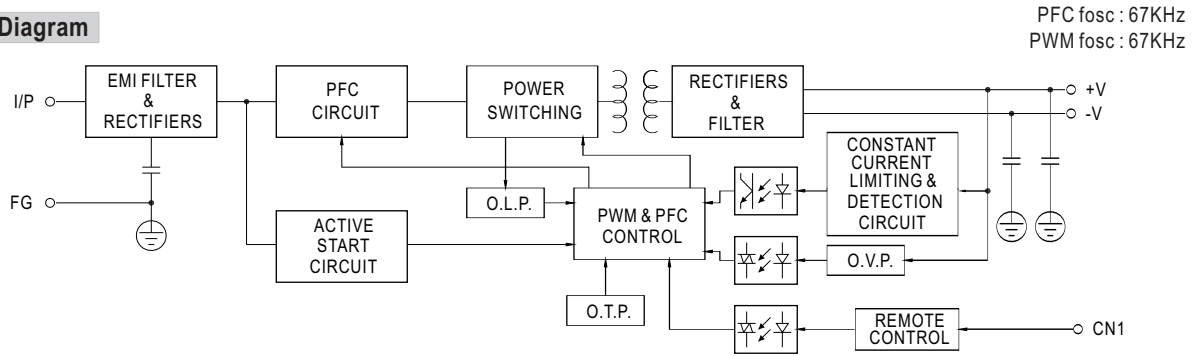 Diagram
PFC fosc : 67KHz
PWM fosc : 67KHz
I/P
EMI FILTER
&
RECTIFIERS
PFC
CIRCUIT
POWER
SWITCHING
RECTIFIERS
&
FILTER
+V
-V
CONSTANT
CURRENT
LIMITING &
DETECTION
CIRCUIT
FG
O.L.P.
PWM & PFC
CONTROL
ACTIVE
START
CIRCUIT
O.V.P.
O.T.P.
REMOTE
CONTROL
CN1